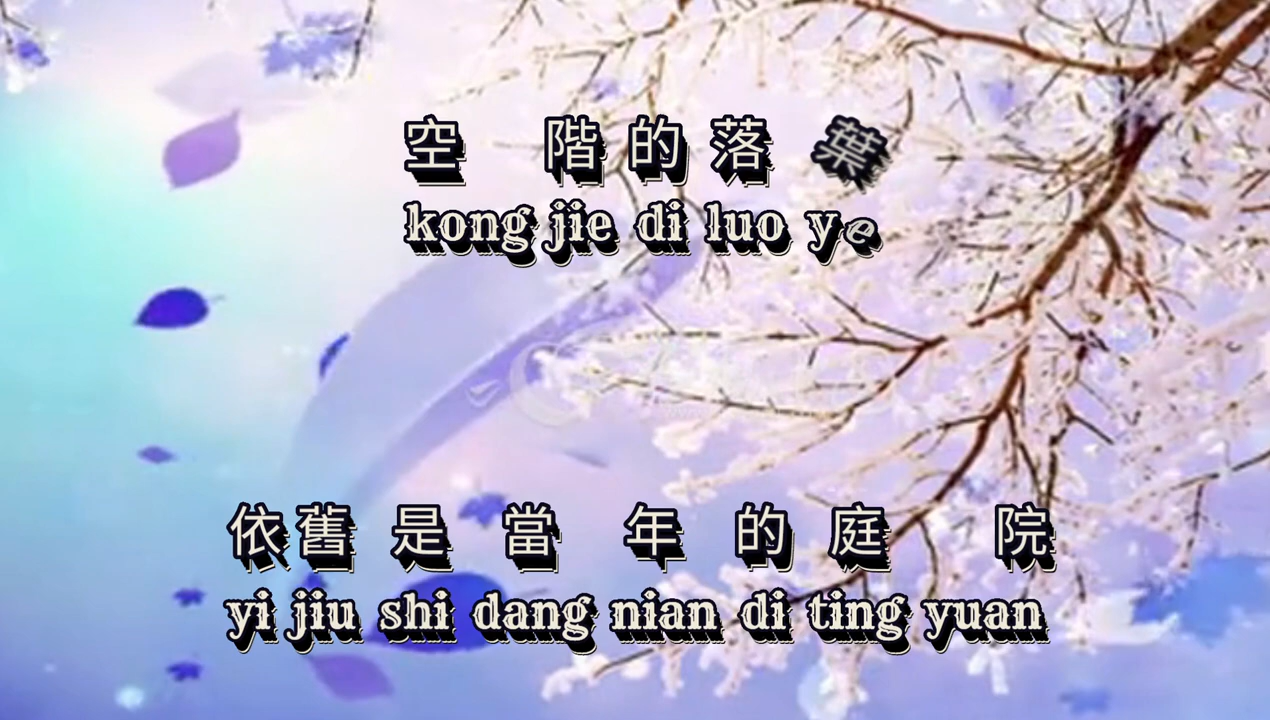 空 階 的 落 葉
kong jie di luo ye
依 舊 是 當 年 的 庭 院
yi jiu shi dang nian di ting yuan